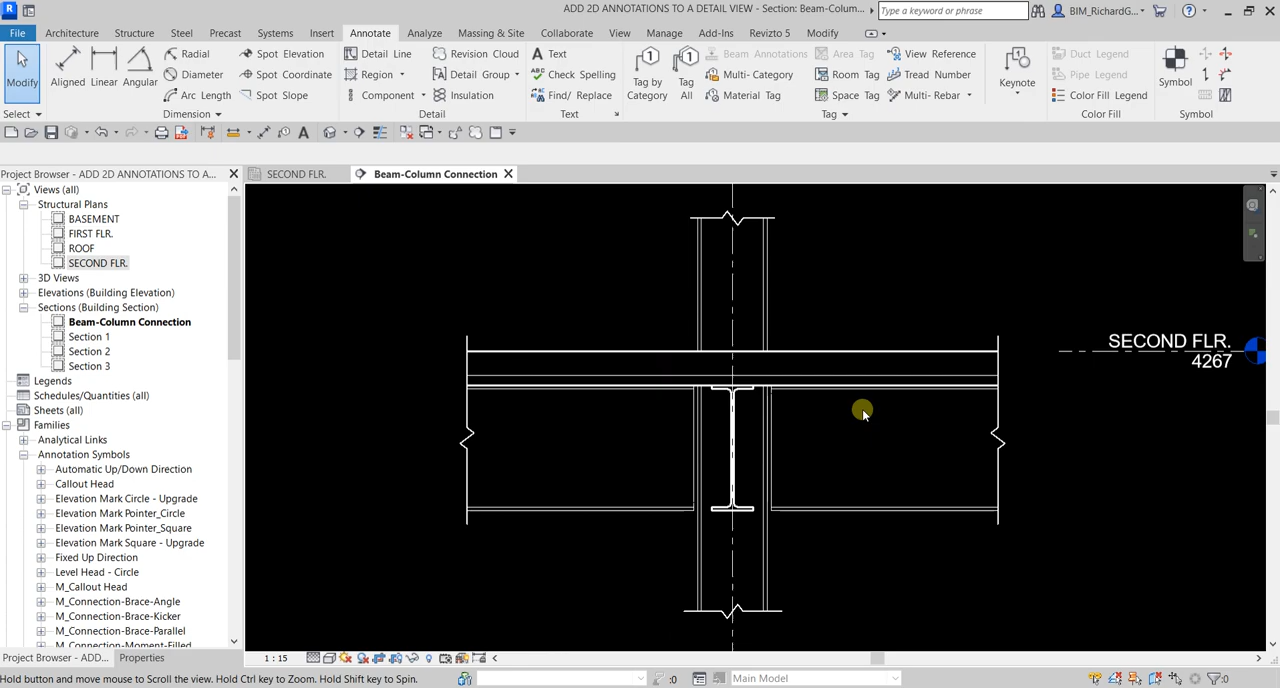 ADD 2D ANNOTATIONS TO A DETAIL VIEW - Section: Beam-Colum...
Type a keyword or phrase
BIM_RichardG...
File Architecture Structure Steel Precast Systems Insert Annotate Analyze Massing & Site Collaborate View Manage Add-Ins Revizto 5 Modify
Modify
Aligned
Linear
Angular
Radial
Diameter
Arc Length
Spot Elevation
Spot Coordinate
Spot Slope
Detail Line
Region
Component
Revision Cloud
Detail Group
Insulation
Text
Check Spelling
Find/ Replace
Tag by
Category
Tag
All
Beam Annotations
Multi- Category
Material Tag
Area Tag
Room Tag
Space Tag
View Reference
Tread Number
Multi- Rebar
Keynote
Duct Legend
Pipe Legend
Color Fill Legend
Symbol
Select Dimension Detail Text Tag Color Fill Symbol
Project Browser - ADD 2D ANNOTATIONS TO A...
SECOND FLR.
Beam-Column Connection
Views (all)
Structural Plans
BASEMENT
FIRST FLR.
ROOF
SECOND FLR.
3D Views
Elevations (Building Elevation)
Sections (Building Section)
Beam-Column Connection
Section 1
Section 2
Section 3
Legends
Schedules/Quantities (all)
Sheets (all)
Families
Analytical Links
Annotation Symbols
Automatic Up/Down Direction
Callout Head
Elevation Mark Circle - Upgrade
Elevation Mark Pointer_Circle
Elevation Mark Pointer_Square
Elevation Mark Square - Upgrade
Fixed Up Direction
Level Head - Circle
M_Callout Head
M_Connection-Brace-Angle
M_Connection-Brace-Kicker
M_Connection-Brace-Parallel
M_Connection-Moment-Filled
SECOND FLR.
4267
Project Browser - ADD...
Properties
1 : 15
Hold button and move mouse to Scroll the view. Hold Ctrl key to Zoom. Hold Shift key to Spin.
:0
Main Model
:0